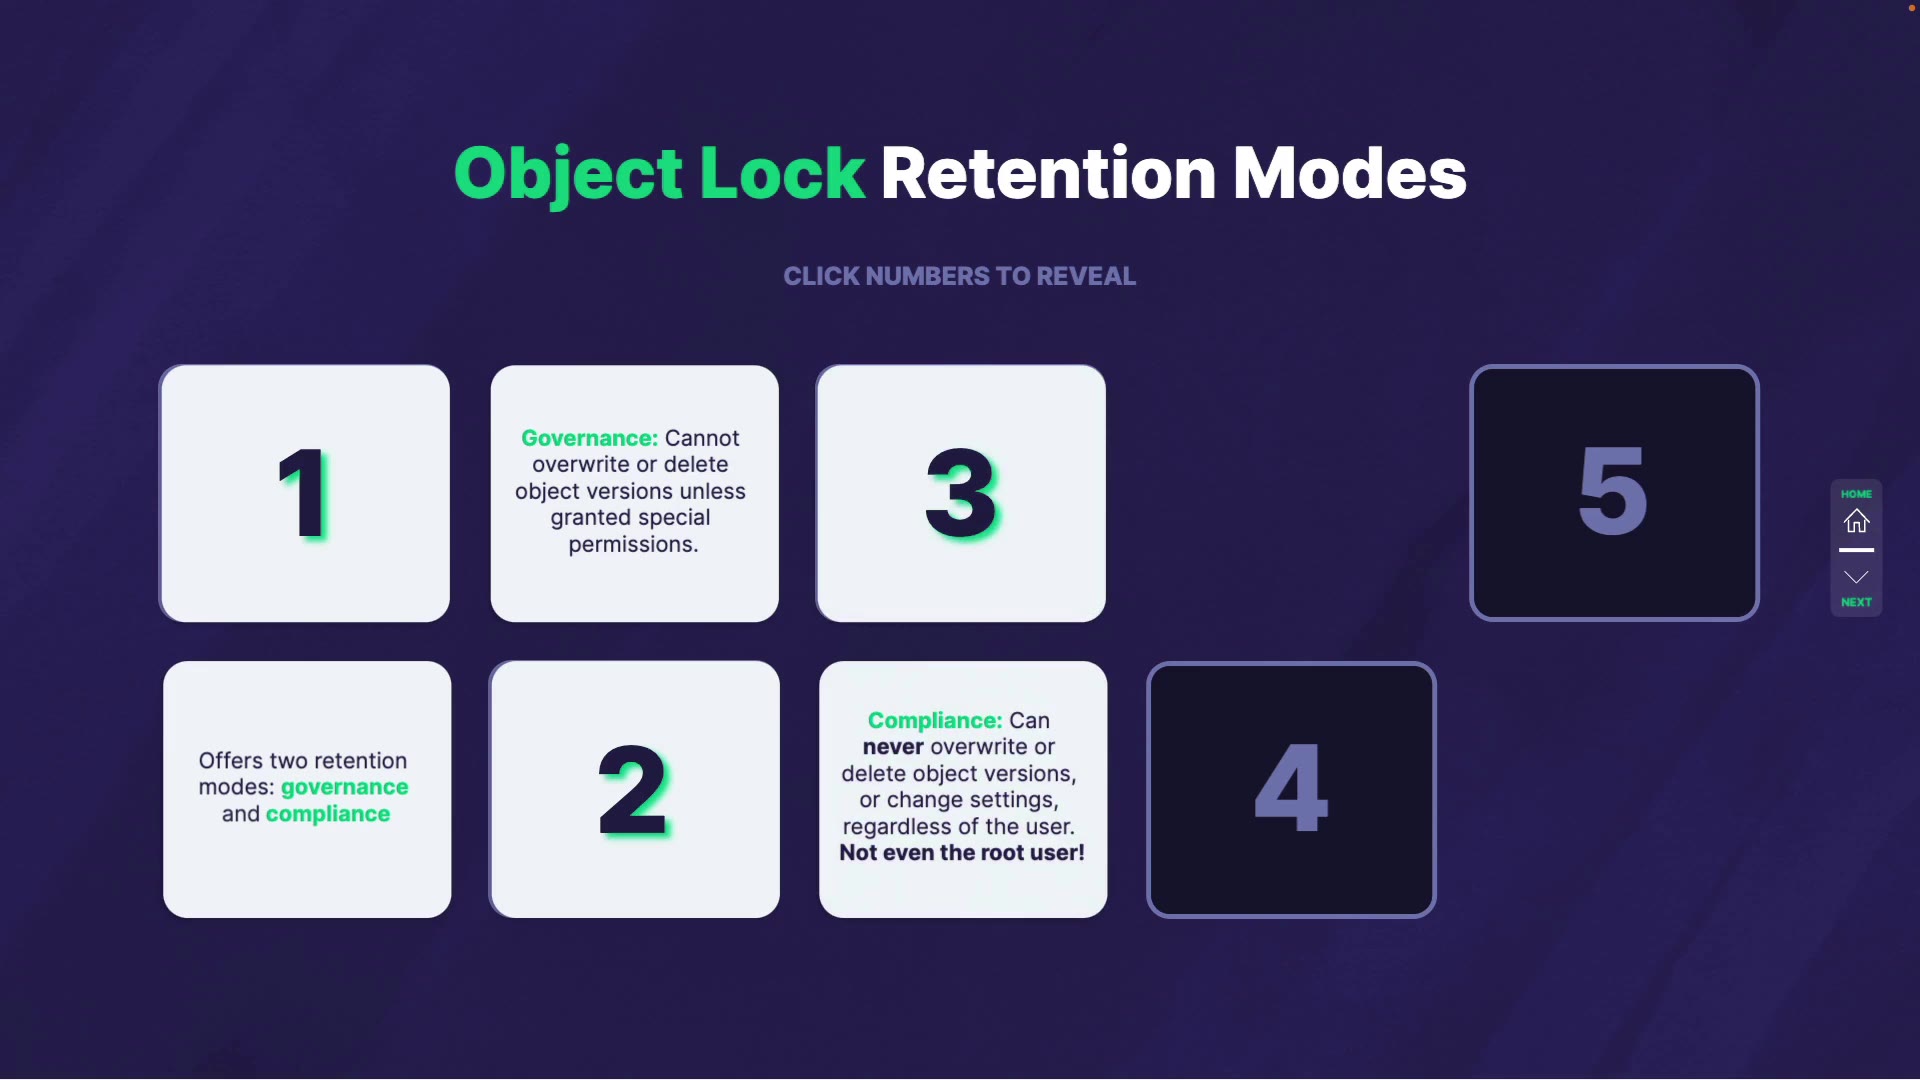 Object Lock Retention Modes
CLICK NUMBERS TO REVEAL
1
Offers two retention
modes: governance
and compliance
Governance: Cannot
overwrite or delete
object versions unless
granted special
permissions.
2
3
Compliance: Can
never overwrite or
delete object versions,
or change settings,
regardless of the user.
Not even the root user!
4
5
HOME
NEXT